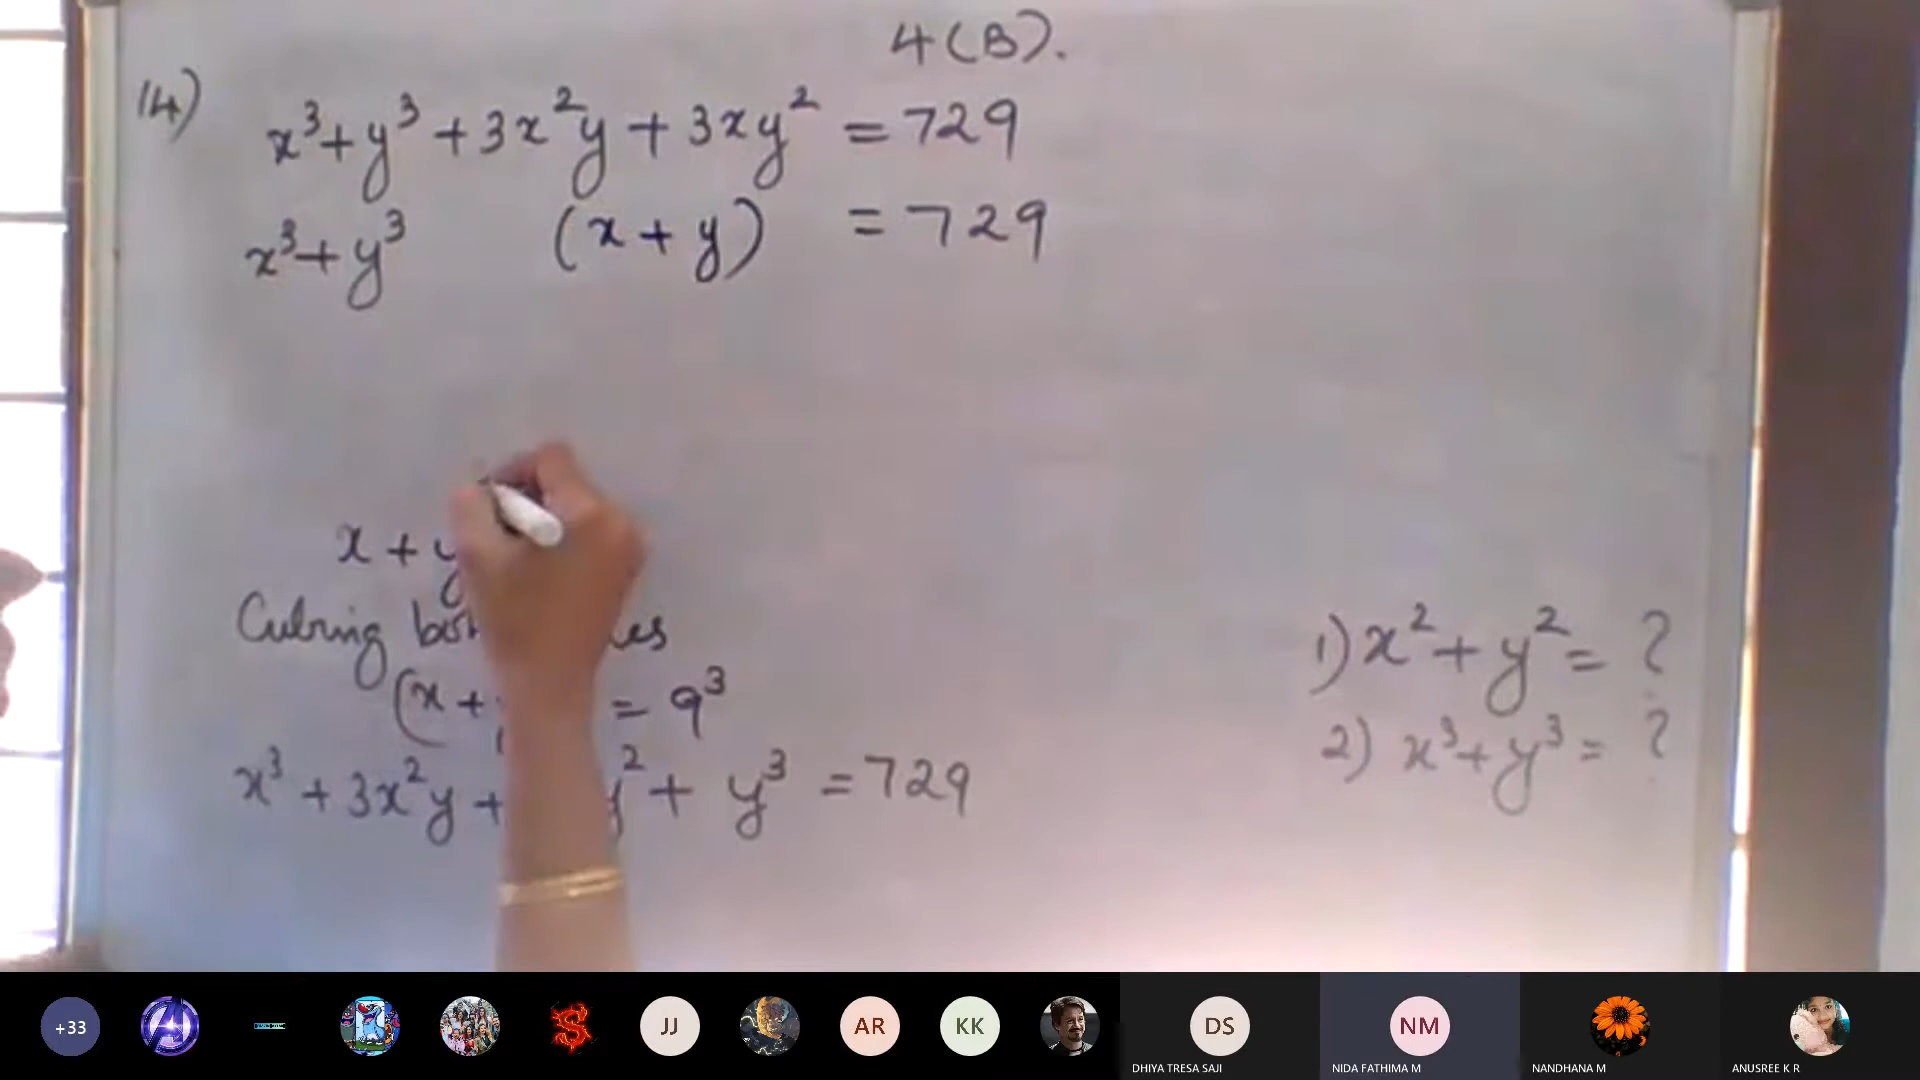 4(B).
14)
x³+y³+3x²y+3xy²=729
x³+y³ (x+y) =729
x+y
Cubing
(x+ = 9³
x³+3x²y+ y²+ y³ =729
1) x²+y²= ?
2) x³+y³= ?
+33
JJ
AR
KK
DS
DHIYA TRESA SAJI
NM
NIDA FATHIMA M
NANDHANA M
ANUSREE K R